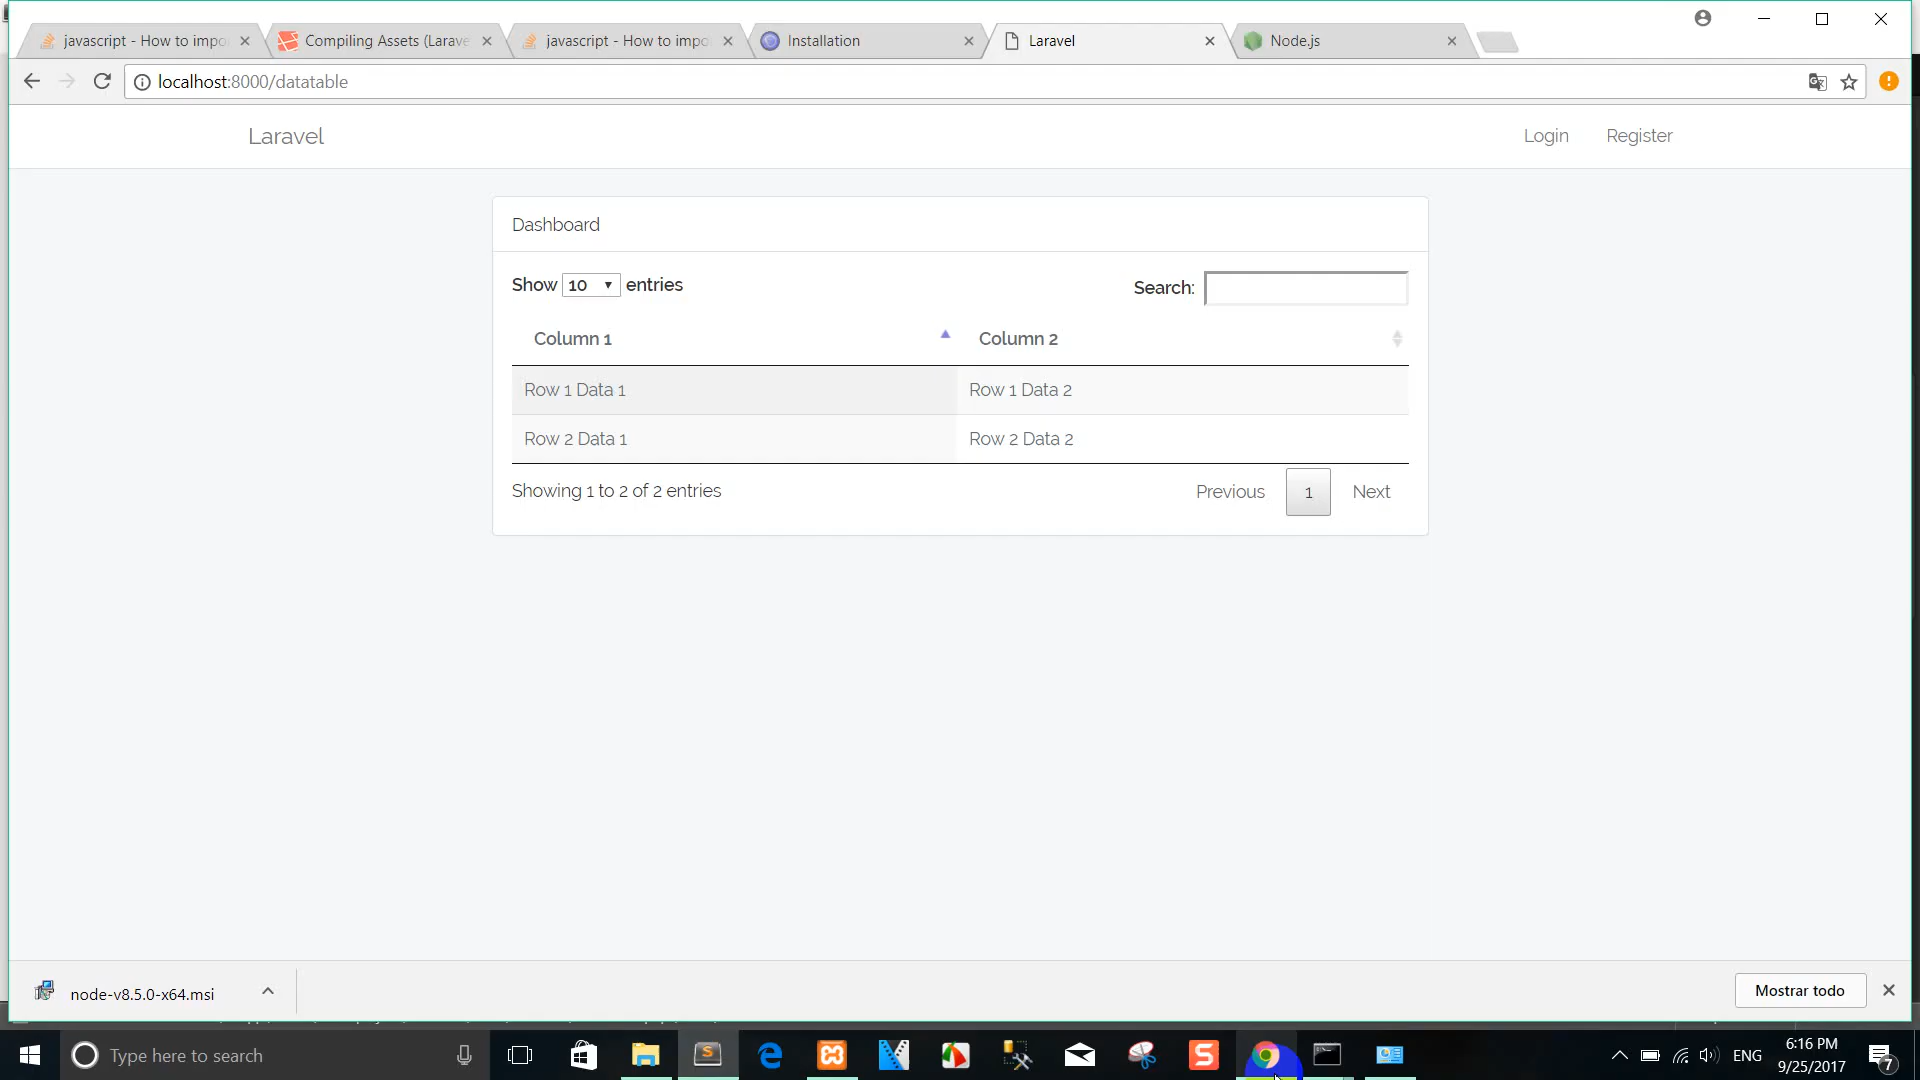 javascript - How to impo
Compiling Assets (Larave
javascript - How to impo
Installation
Laravel
Node.js
localhost:8000/datatable
Laravel
Login
Register
Dashboard
Show 10 entries
Search:
Column 1
Column 2
Row 1 Data 1
Row 1 Data 2
Row 2 Data 1
Row 2 Data 2
Showing 1 to 2 of 2 entries
Previous
1
Next
node-v8.5.0-x64.msi
Mostrar todo
Type here to search
ENG
6:16 PM
9/25/2017
7